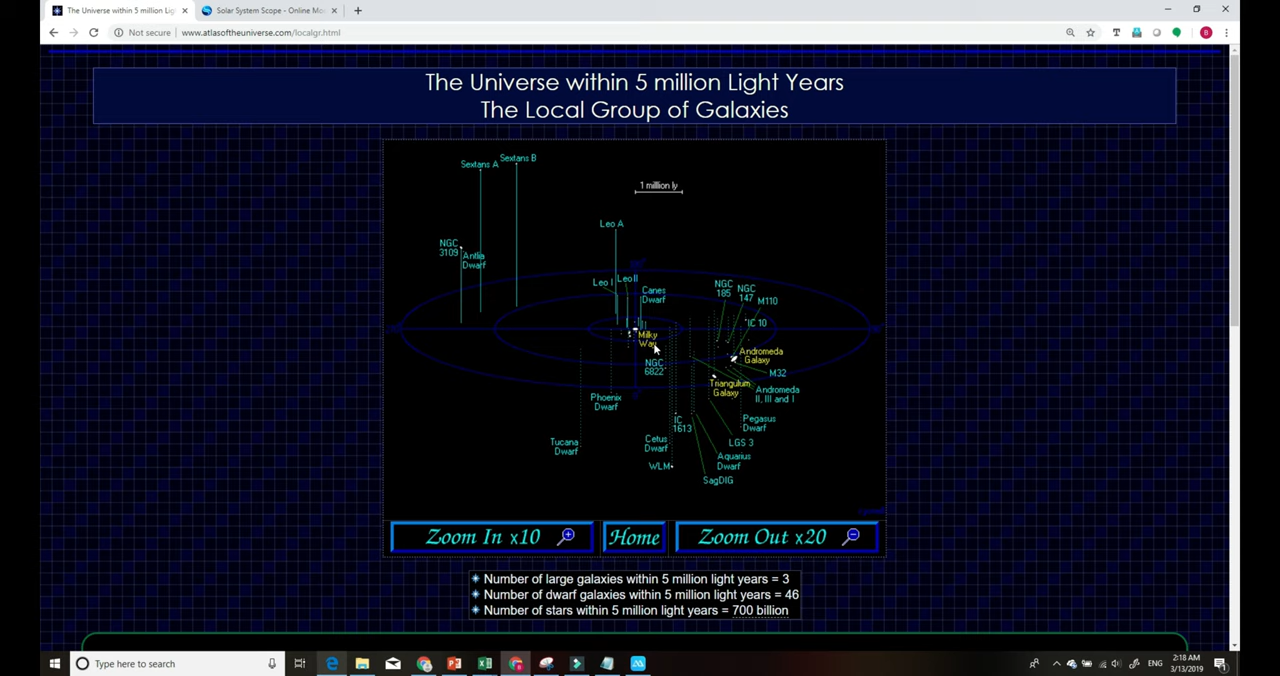 The Universe within 5 million Ligh
Solar System Scope - Online Mo
Not secure
www.atlasoftheuniverse.com/localgr.html
B
The Universe within 5 million Light Years
The Local Group of Galaxies
Sextans A
Sextans B
1 million ly
Leo A
NGC
3109
Antlia
Dwarf
Leo I
Leo II
Canes
Dwarf
NGC
185
NGC
147
M110
IC 10
Milky
Way
NGC
6822
Andromeda
Galaxy
M32
Triangulum
Galaxy
Andromeda
II, III and I
Phoenix
Dwarf
Pegasus
Dwarf
IC
1613
Tucana
Dwarf
Cetus
Dwarf
LGS 3
WLM
Aquarius
Dwarf
SagDIG
Zoom In x10
Home
Zoom Out x20
Number of large galaxies within 5 million light years = 3
Number of dwarf galaxies within 5 million light years = 46
Number of stars within 5 million light years = 700 billion
Type here to search
ENG
2:18 AM
3/13/2019